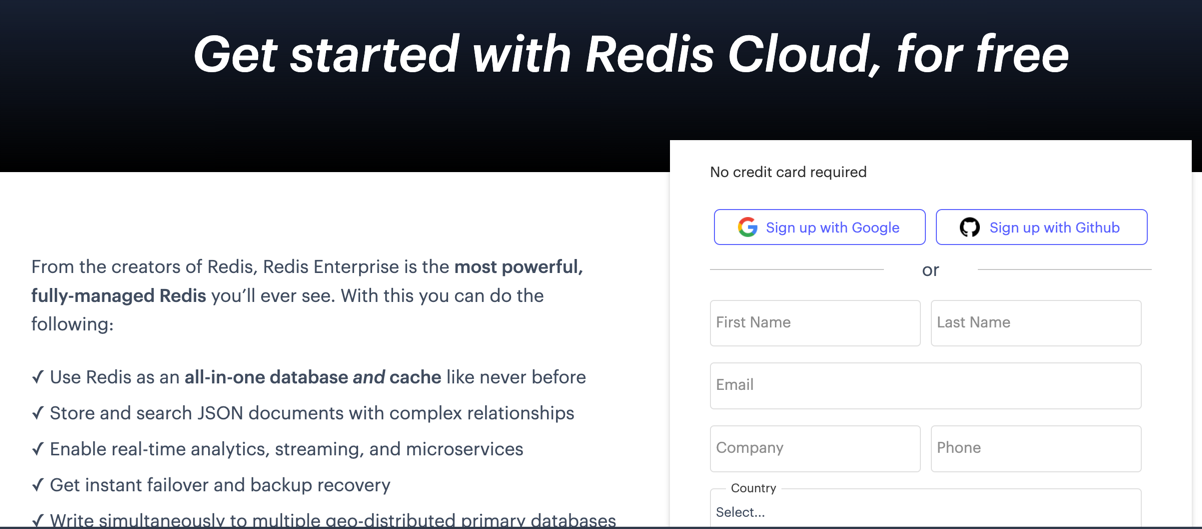 Get started with Redis Cloud, for free
No credit card required
Sign up with Google
Sign up with Github
or
First Name
Last Name
Email
Company
Phone
Country
Select...
From the creators of Redis, Redis Enterprise is the most powerful,
fully-managed Redis you’ll ever see. With this you can do the
following:
✓ Use Redis as an all-in-one database and cache like never before
✓ Store and search JSON documents with complex relationships
✓ Enable real-time analytics, streaming, and microservices
✓ Get instant failover and backup recovery
✓ Write simultaneously to multiple geo-distributed primary databases